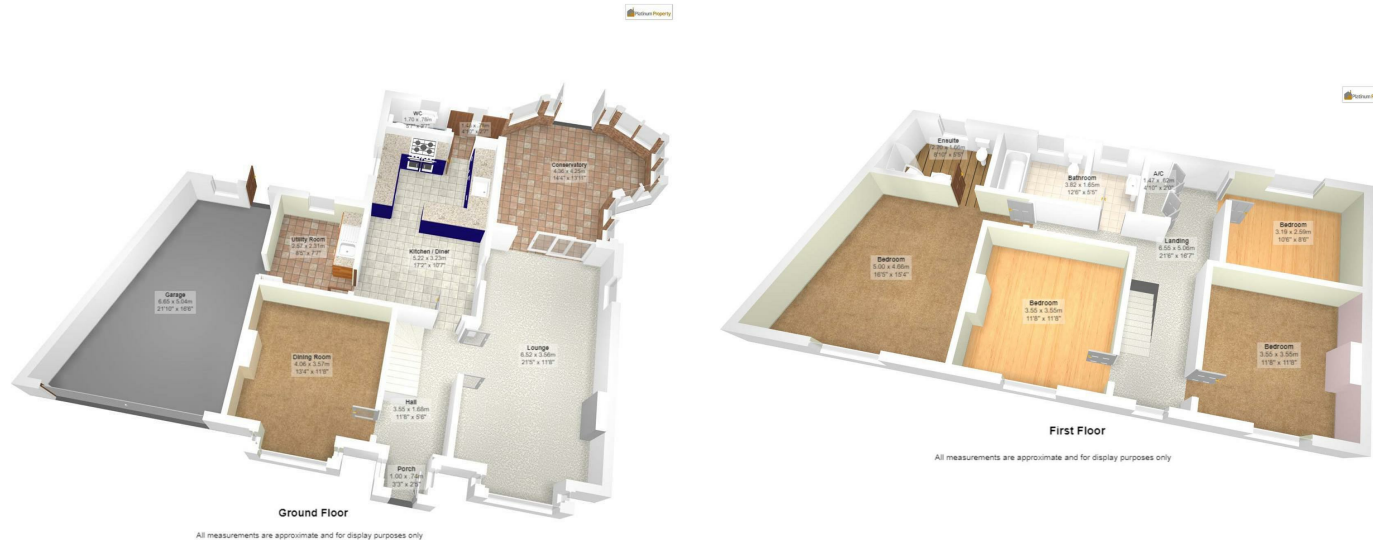 Platinum Property
WC
1.70 x .76m
Conservatory
4.36 x 4.25m
14'4" x 13'11"
Utility Room
2.57 x 2.31m
8'5" x 7'7"
Kitchen / Diner
5.22 x 3.23m
17'2" x 10'7"
Garage
6.65 x 5.04m
21'10" x 16'6"
Dining Room
4.06 x 3.57m
13'4" x 11'8"
Lounge
6.52 x 3.56m
21'5" x 11'8"
Hall
3.55 x 1.68m
11'8" x 5'6"
Porch
1.00 x .74m
3'3" x 2'5"
Ground Floor
All measurements are approximate and for display purposes only
Platinum
Ensuite
Bathroom
3.82 x 1.65m
12'6" x 5'5"
A/C
1.47 x .62m
4'10" x 2'0"
Bedroom
3.19 x 2.59m
10'6" x 8'6"
Landing
6.55 x 5.06m
21'6" x 16'7"
Bedroom
5.00 x 4.66m
16'5" x 15'4"
Bedroom
3.55 x 3.55m
11'8" x 11'8"
Bedroom
3.55 x 3.55m
11'8" x 11'8"
First Floor
All measurements are approximate and for display purposes only